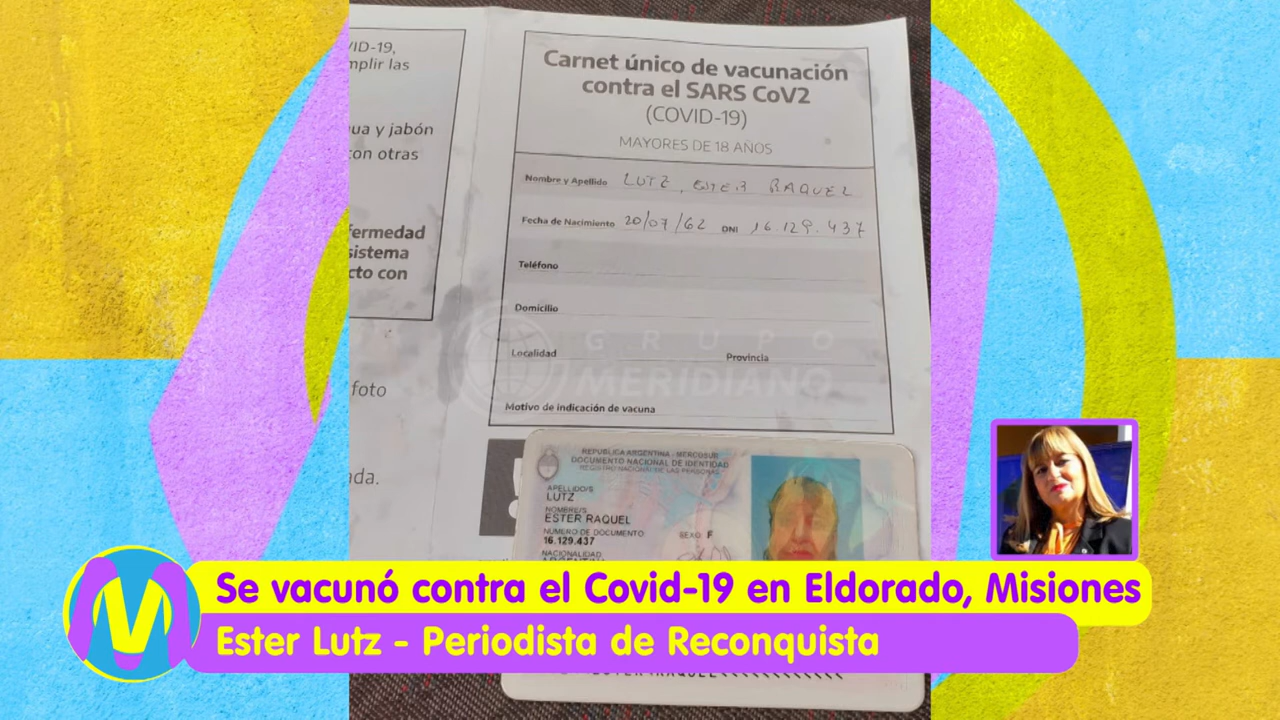 VID-19,
mplir las
ua y jabón
con otras
fermedad
sistema
cto con
foto
da.
Carnet único de vacunación
contra el SARS CoV2
(COVID-19)
MAYORES DE 18 AÑOS
Nombre y Apellido LUTZ, ESTER RAQUEL
Fecha de Nacimiento 20/07/62 DNI 16.129.437
Teléfono
Domicilio
Localidad Provincia
Motivo de indicación de vacuna
GRUPO
MERIDIANO
REPUBLICA ARGENTINA - MERCOSUR
DOCUMENTO NACIONAL DE IDENTIDAD
REGISTRO NACIONAL DE LAS PERSONAS
APELLIDO/S
LUTZ
NOMBRE/S
ESTER RAQUEL
NUMERO DE DOCUMENTO
16.129.437
SEXO F
NACIONALIDAD
Se vacunó contra el Covid-19 en Eldorado, Misiones
Ester Lutz - Periodista de Reconquista